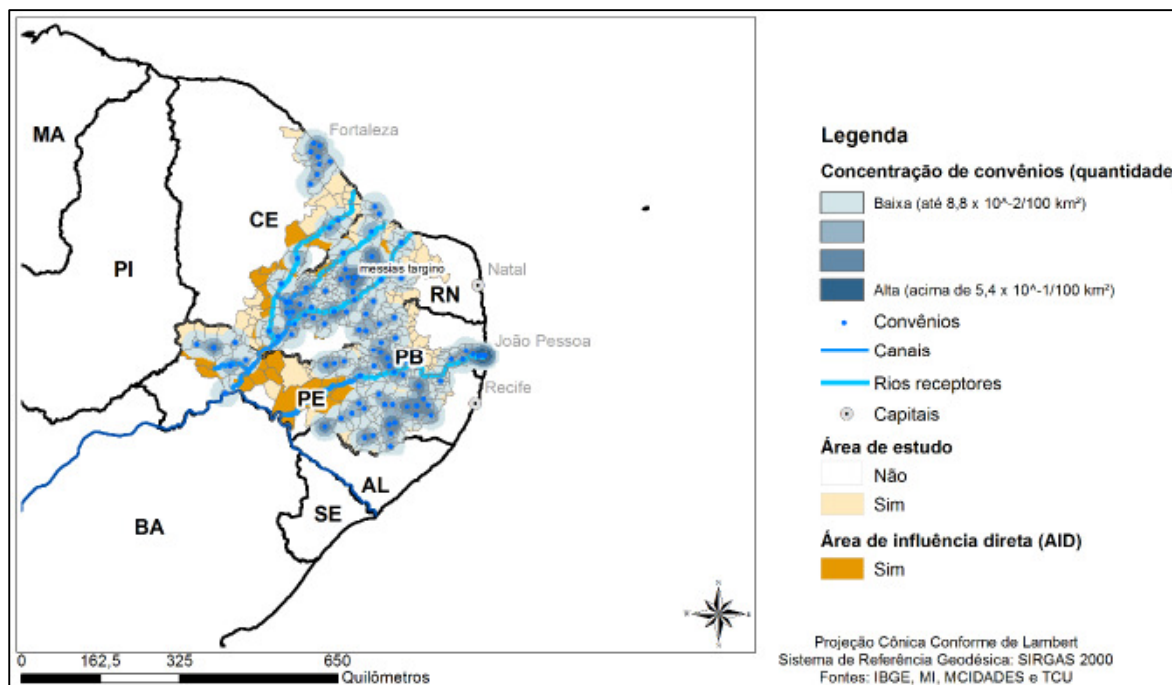 Fortaleza
MA
CE
PI
messias targino
Natal
RN
João Pessoa
PB
Recife
PE
AL
SE
BA
0 162,5 325 650
Quilômetros
Legenda
Concentração de convênios (quantidade
Baixa (até 8,8 x 10^-2/100 km²)
Alta (acima de 5,4 x 10^-1/100 km²)
Convênios
Canais
Rios receptores
Capitais
Área de estudo
Não
Sim
Área de influência direta (AID)
Sim
N
Projeção Cônica Conforme de Lambert
Sistema de Referência Geodésica: SIRGAS 2000
Fontes: IBGE, MI, MCIDADES e TCU